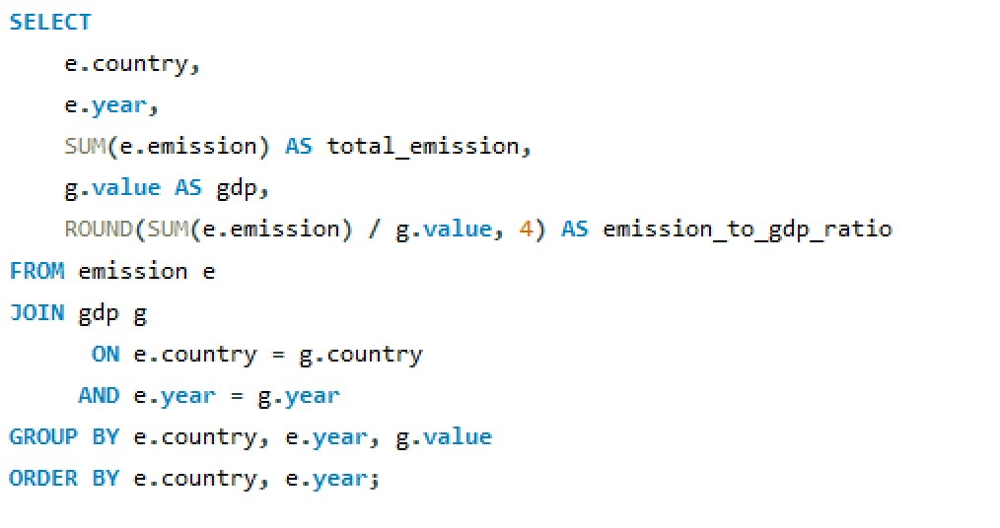 SELECT
    e.country,
    e.year,
    SUM(e.emission) AS total_emission,
    g.value AS gdp,
    ROUND(SUM(e.emission) / g.value, 4) AS emission_to_gdp_ratio
FROM emission e
JOIN gdp g
      ON e.country = g.country
     AND e.year = g.year
GROUP BY e.country, e.year, g.value
ORDER BY e.country, e.year;